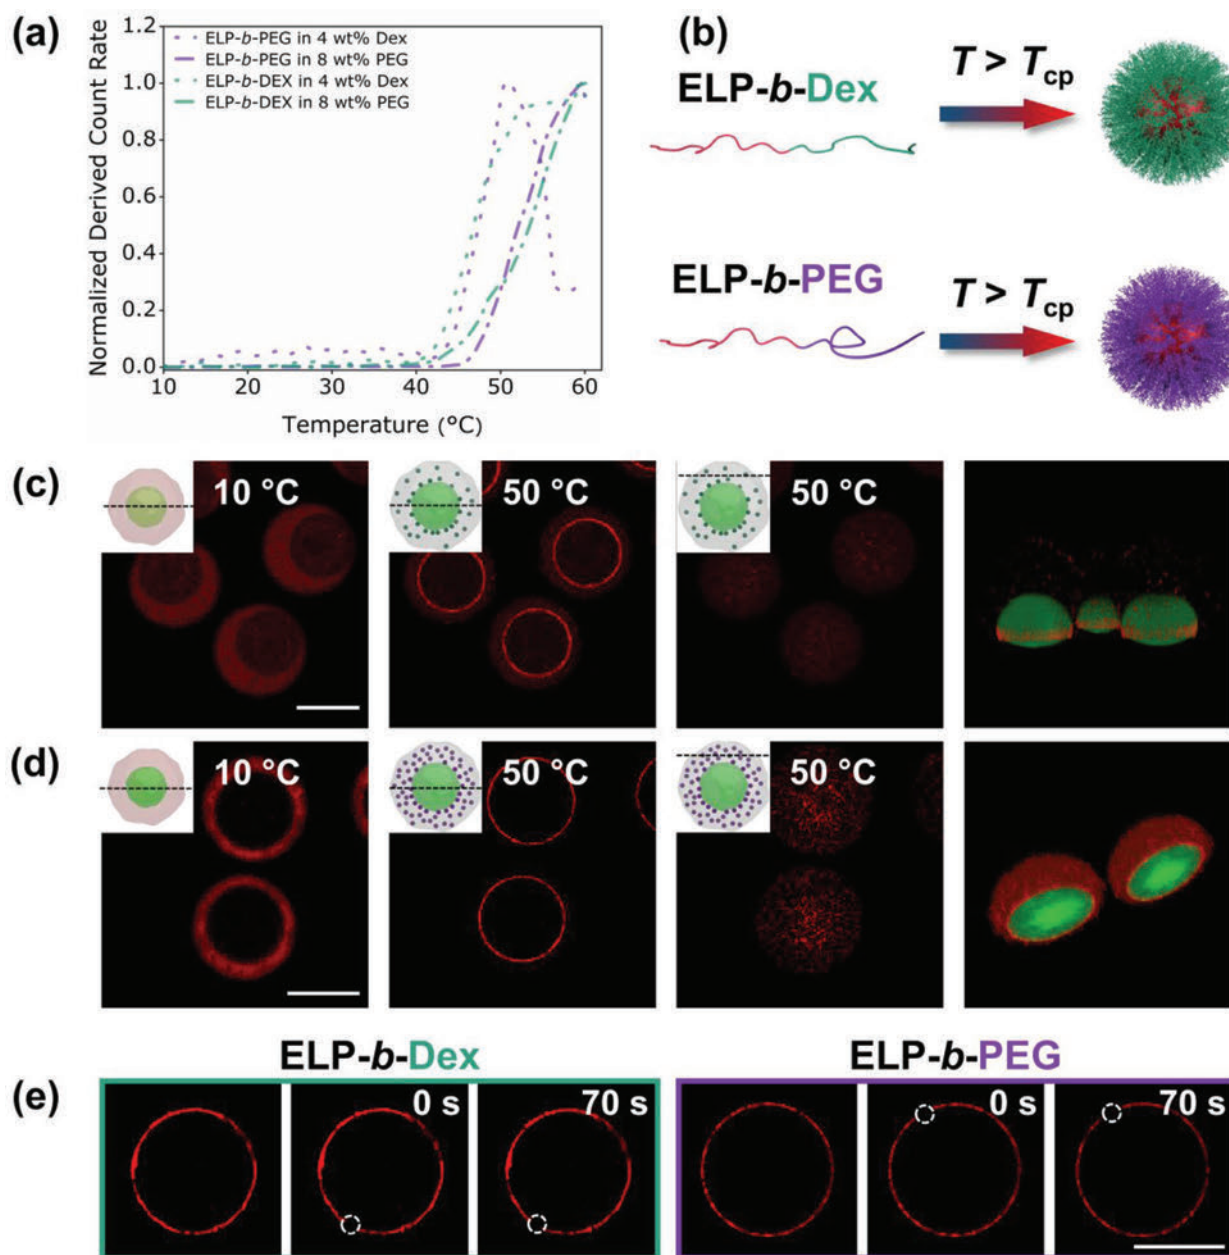 (a)
1.2
1.0
0.8
0.6
0.4
0.2
0.0
Normalized Derived Count Rate
ELP-b-PEG in 4 wt% Dex
ELP-b-PEG in 8 wt% PEG
ELP-b-DEX in 4 wt% Dex
ELP-b-DEX in 8 wt% PEG
10 20 30 40 50 60
Temperature (°C)
(b)
ELP-b-Dex
T > Tcp
ELP-b-PEG
T > Tcp
(c)
10 °C
50 °C
50 °C
(d)
10 °C
50 °C
50 °C
ELP-b-Dex
ELP-b-PEG
(e)
0 s
70 s
0 s
70 s